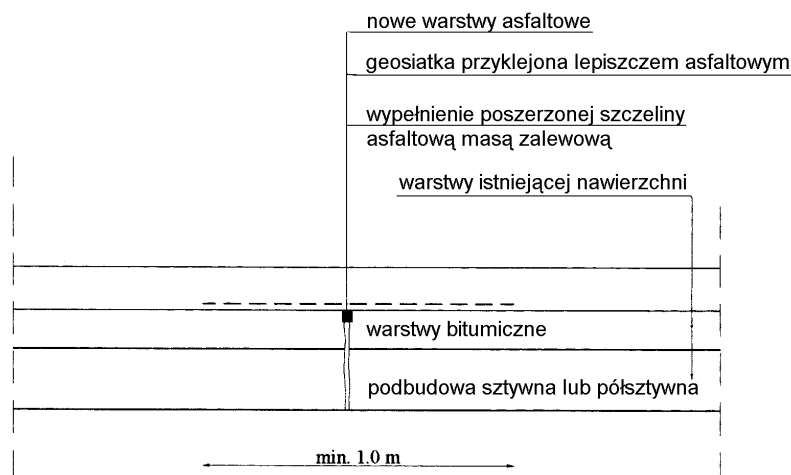 nowe warstwy asfaltowe
geosiatka przyklejona lepiszczem asfaltowym
wypełnienie poszerzonej szczeliny
asfaltową masą zalewową
warstwy istniejącej nawierzchni
warstwy bitumiczne
podbudowa sztywna lub półsztywna
min. 1.0 m